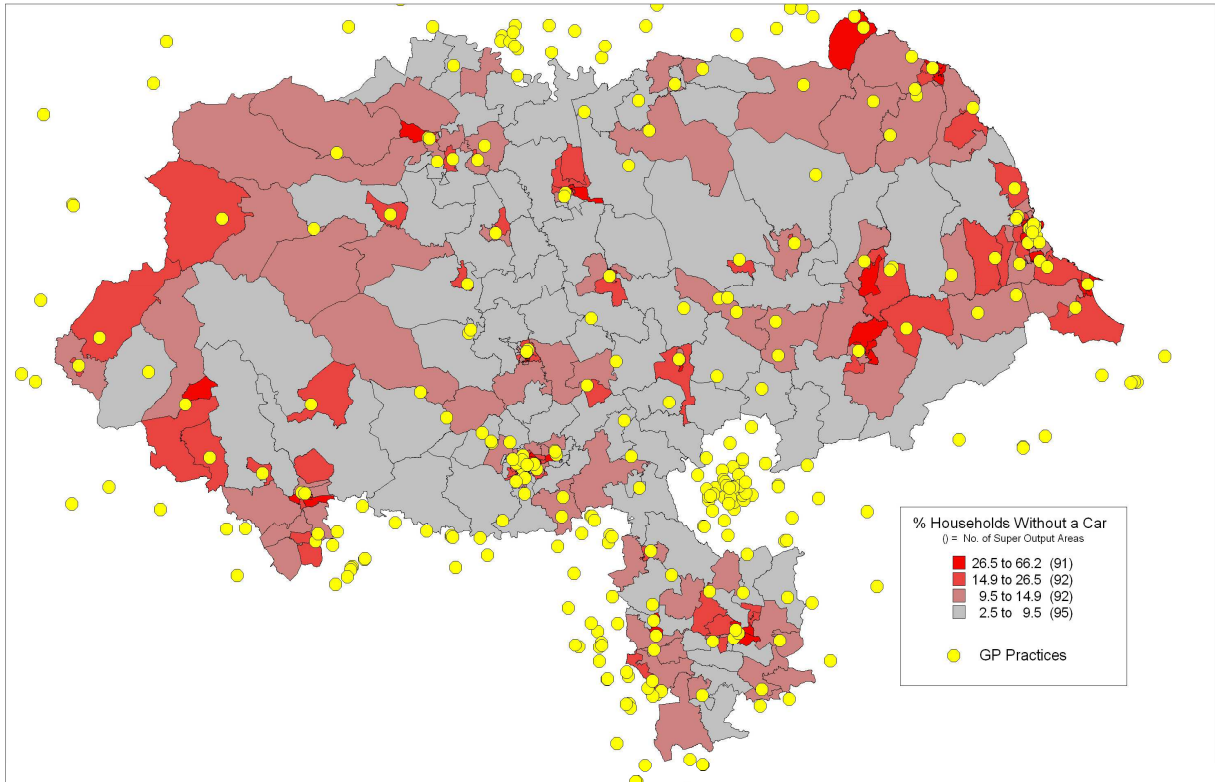 % Households Without a Car
() = No. of Super Output Areas
26.5 to 66.2 (91)
14.9 to 26.5 (92)
9.5 to 14.9 (92)
2.5 to 9.5 (95)
GP Practices